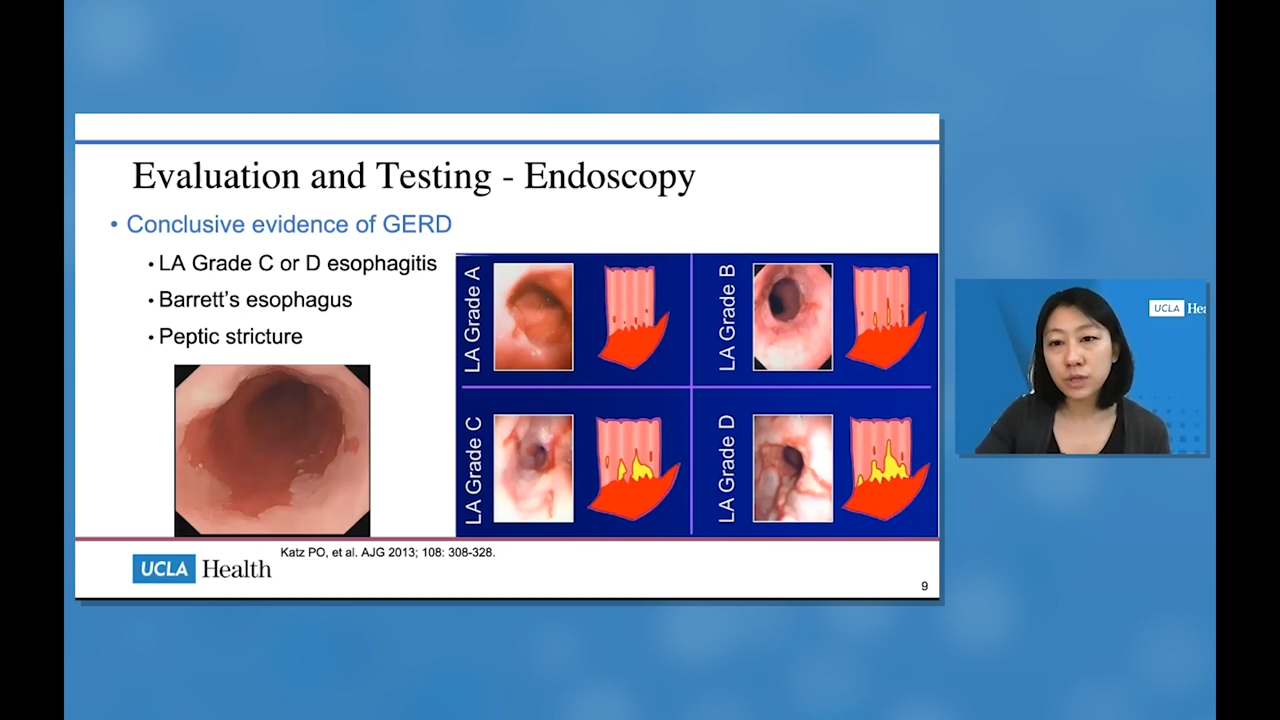 Evaluation and Testing - Endoscopy
• Conclusive evidence of GERD
• LA Grade C or D esophagitis
• Barrett’s esophagus
• Peptic stricture
LA Grade A
LA Grade B
LA Grade C
LA Grade D
Katz PO, et al. AJG 2013; 108: 308-328.
UCLA Health
9
UCLA Hea